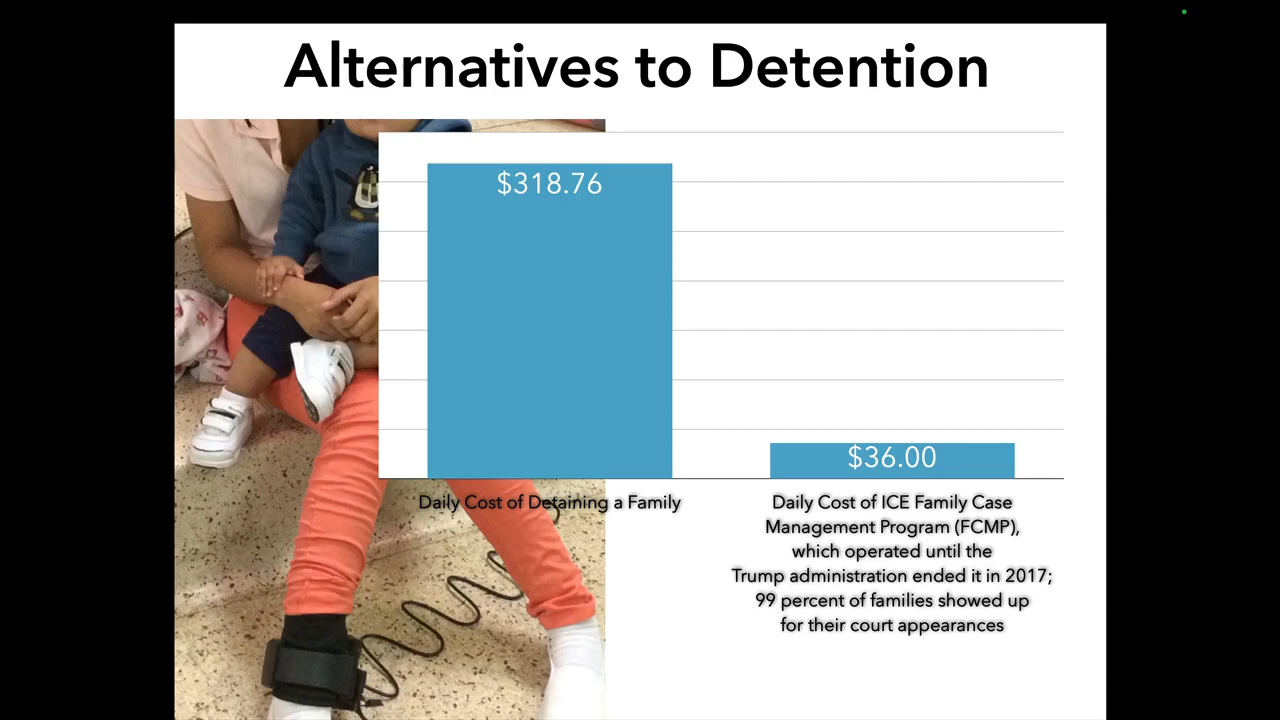 Alternatives to Detention
$318.76
$36.00
Daily Cost of Detaining a Family
Daily Cost of ICE Family Case
Management Program (FCMP),
which operated until the
Trump administration ended it in 2017;
99 percent of families showed up
for their court appearances